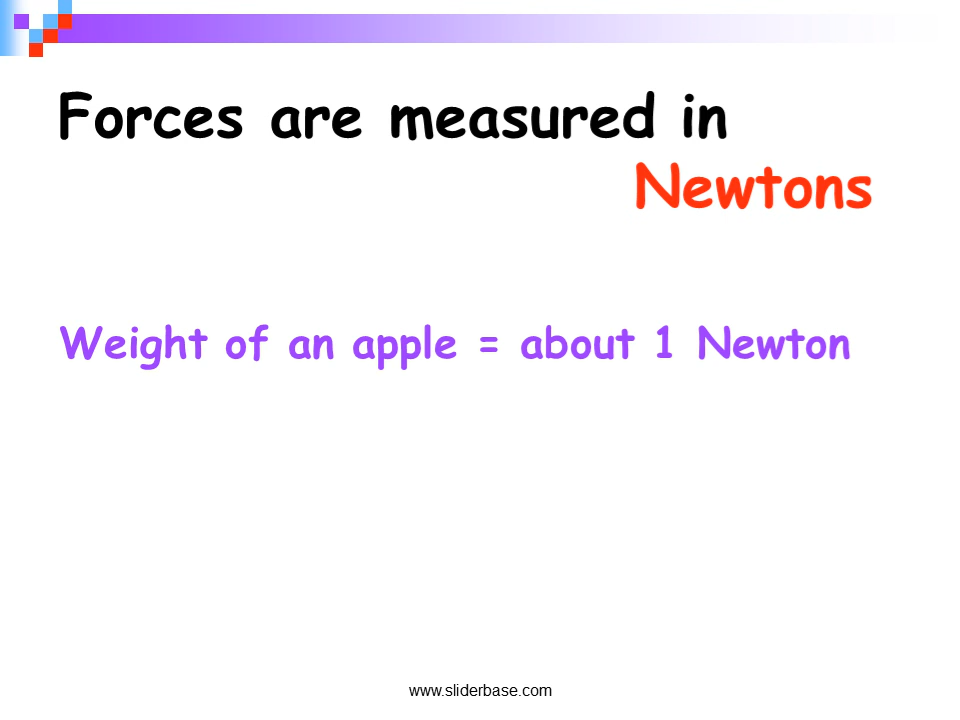 Forces are measured in
Newtons
Weight of an apple = about 1 Newton
www.sliderbase.com